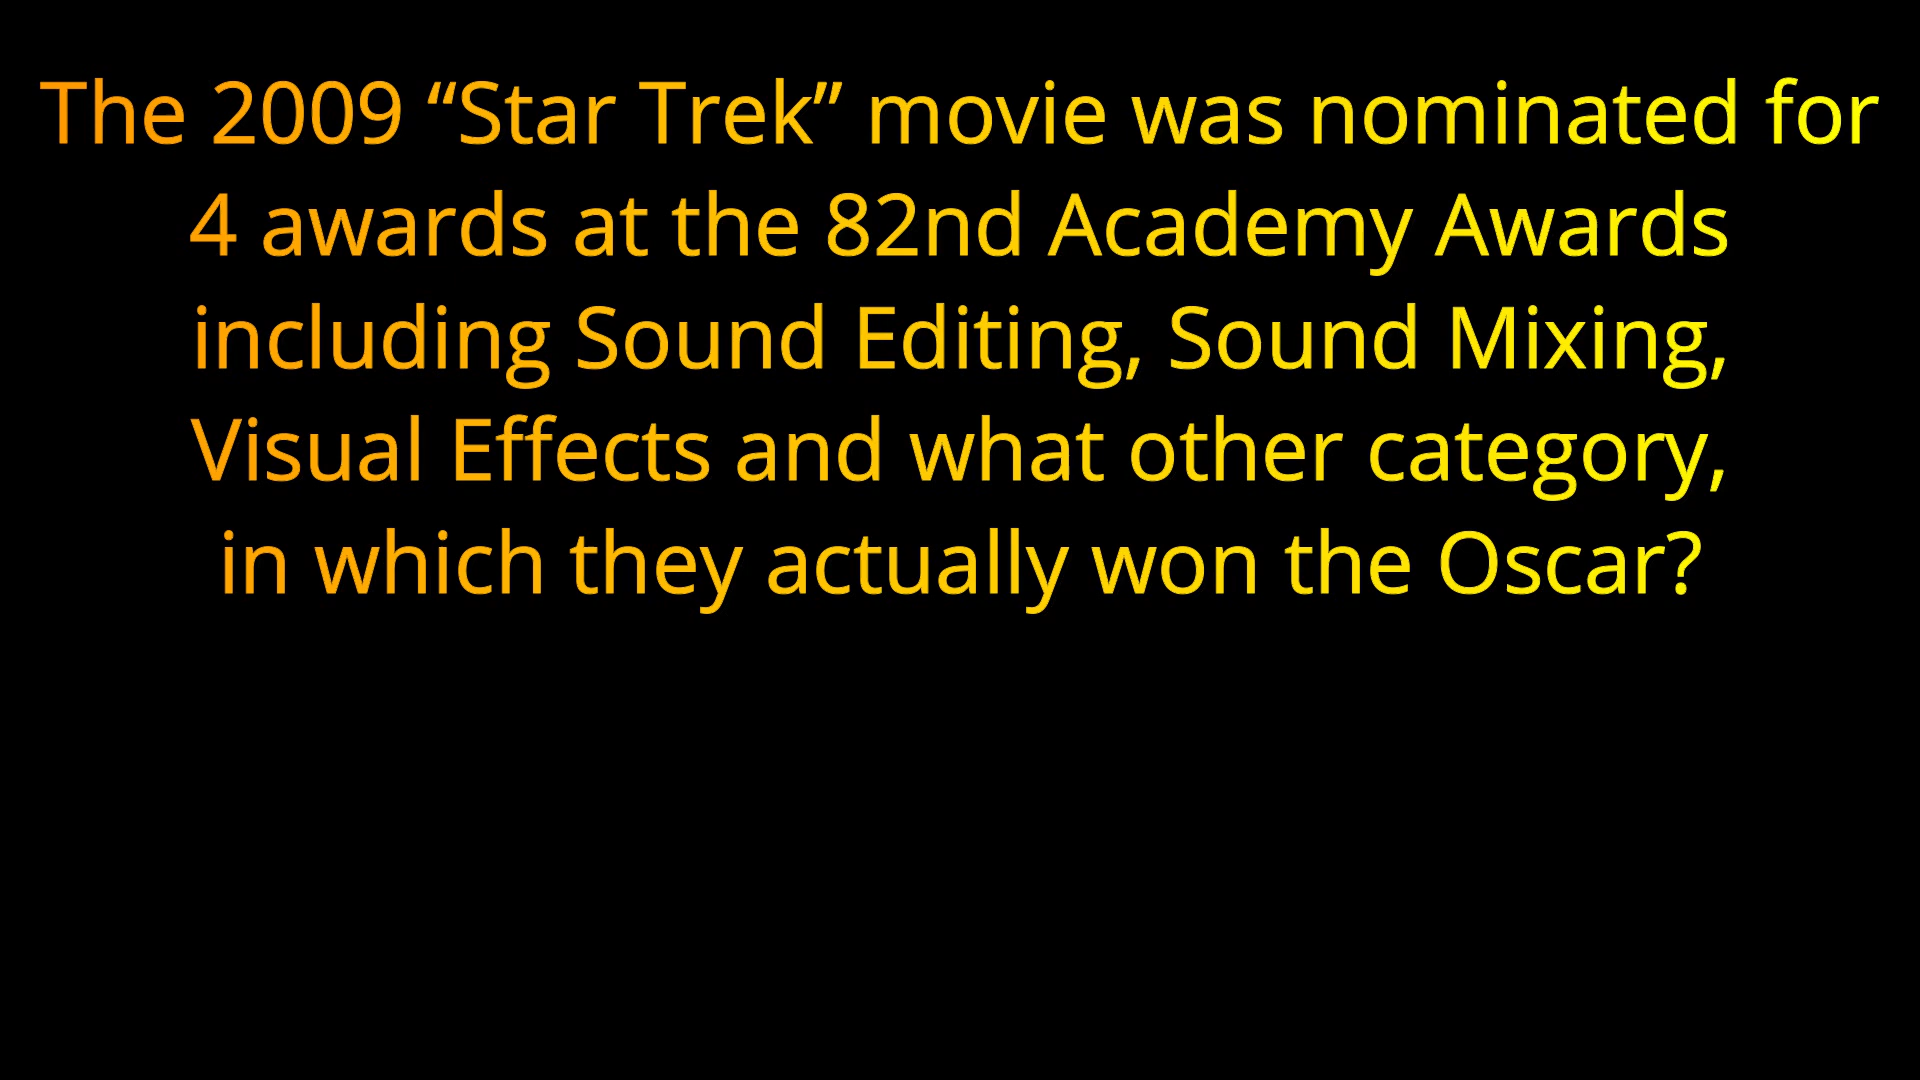 The 2009 “Star Trek” movie was nominated for
4 awards at the 82nd Academy Awards
including Sound Editing, Sound Mixing,
Visual Effects and what other category,
in which they actually won the Oscar?